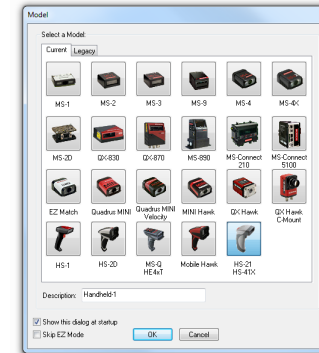 Model
Select a Model:
Current Legacy
MS-1 MS-2 MS-3 MS-9 MS-4 MS-4X
MS-2D QX-830 QX-870 MS-890 MS-Connect 210 MS-Connect 5100
EZ Match Quadrus MINI Quadrus MINI Velocity MINI Hawk QX Hawk QX Hawk C-Mount
HS-1 HS-2D MS-Q HE4xT Mobile Hawk HS-21 HS-41X
Description: Handheld-1
Show this dialog at startup
Skip EZ Mode OK Cancel